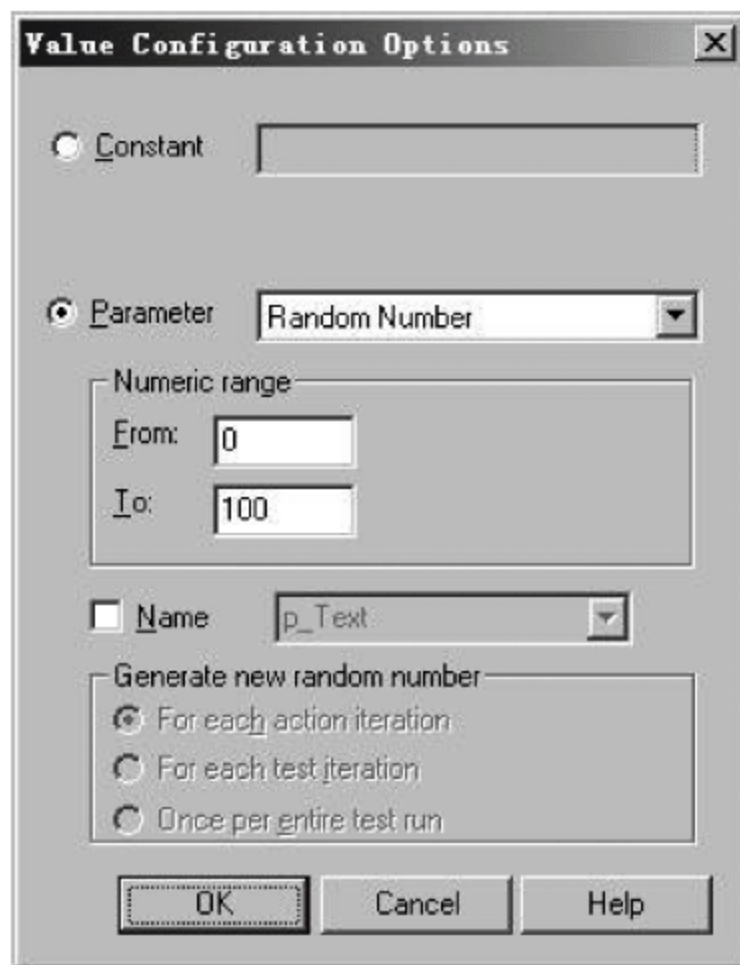 Value Configuration Options
Constant
Parameter Random Number
Numeric range
From: 0
To: 100
Name p_Text
Generate new random number
For each action iteration
For each test iteration
Once per entire test run
OK Cancel Help